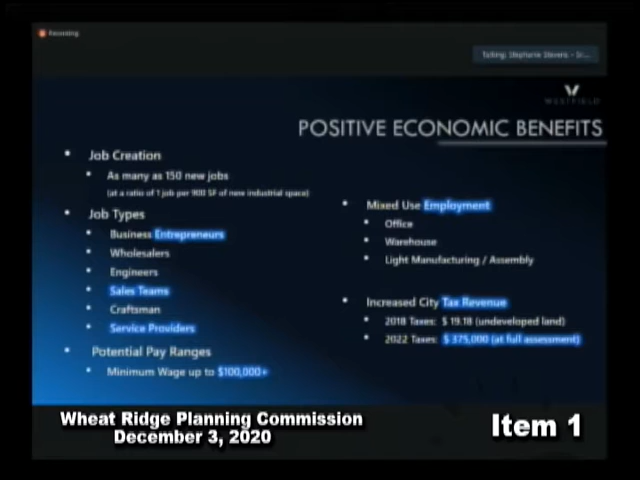 Recording
Talking: Stephanie Stevens - Sr...
WESTFIELD
POSITIVE ECONOMIC BENEFITS
Job Creation
As many as 150 new jobs
(at a ratio of 1 job per 900 SF of new industrial space)
Job Types
Business Entrepreneurs
Wholesalers
Engineers
Sales Teams
Craftsman
Service Providers
Potential Pay Ranges
Minimum Wage up to $100,000+
Mixed Use Employment
Office
Warehouse
Light Manufacturing / Assembly
Increased City Tax Revenue
2018 Taxes: $ 19.18 (undeveloped land)
2022 Taxes: $ 375,000 (at full assessment)
Wheat Ridge Planning Commission
December 3, 2020
Item 1